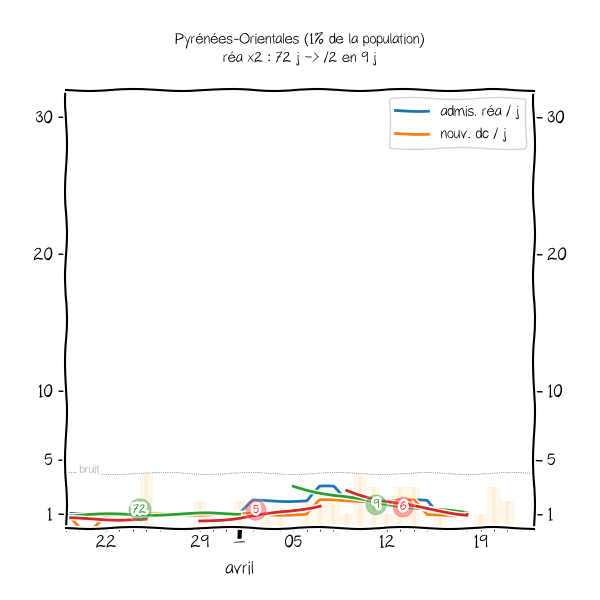 Pyrénées-Orientales (1% de la population)
réa x2 : 72 j -> /2 en 9 j
admis. réa / j
nouv. dc / j
30 30
20 20
10 10
5 5
bruit
1 1
72 5 9 6
22 29 05 12 19
avril